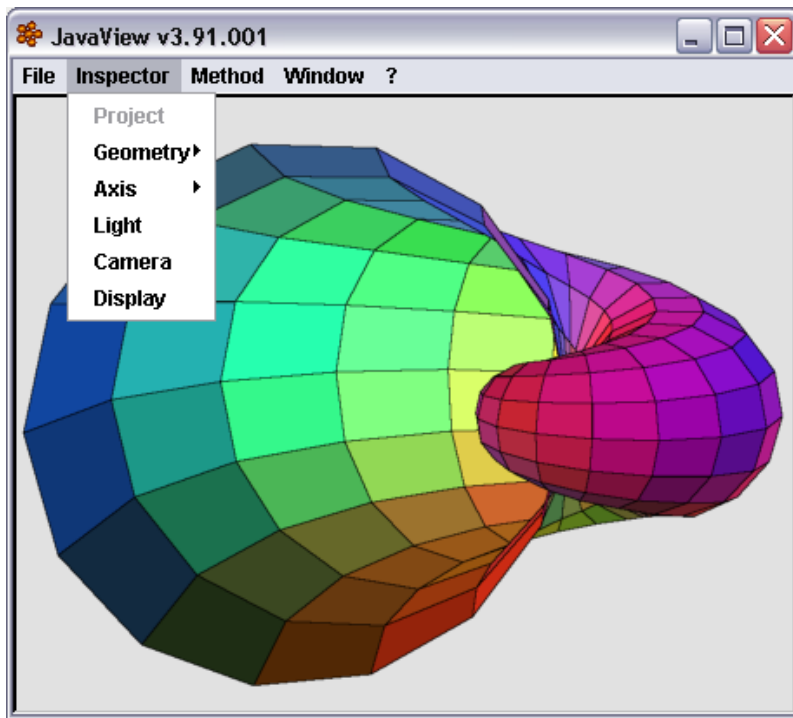 JavaView v3.91.001
File Inspector Method Window ?
Project
Geometry
Axis
Light
Camera
Display